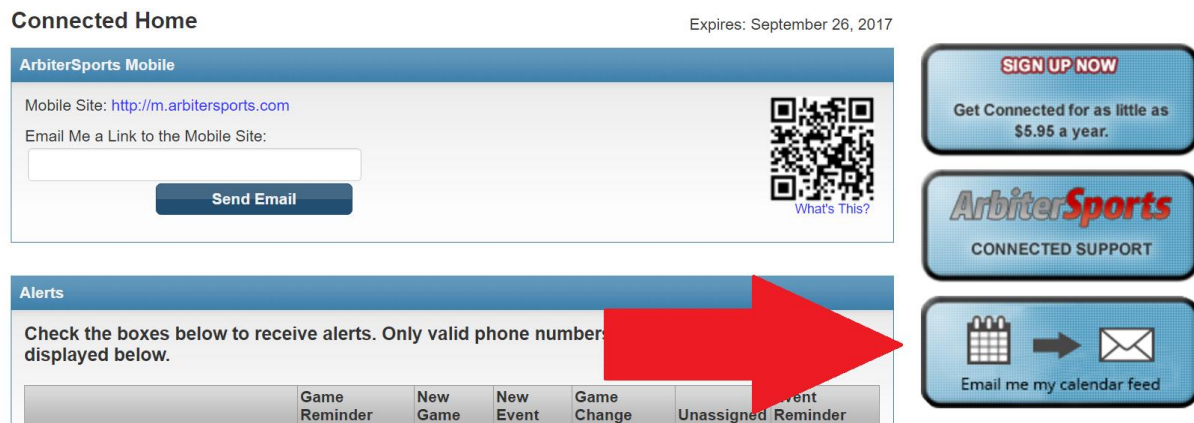 Connected Home
Expires: September 26, 2017
ArbiterSports Mobile
Mobile Site: http://m.arbitersports.com
Email Me a Link to the Mobile Site:
Send Email
What's This?
Alerts
Check the boxes below to receive alerts. Only valid phone numbers
displayed below.
Game
Reminder
New
Game
New
Event
Game
Change
Unassigned
Reminder
SIGN UP NOW
Get Connected for as little as
$5.95 a year.
ArbiterSports
CONNECTED SUPPORT
Email me my calendar feed